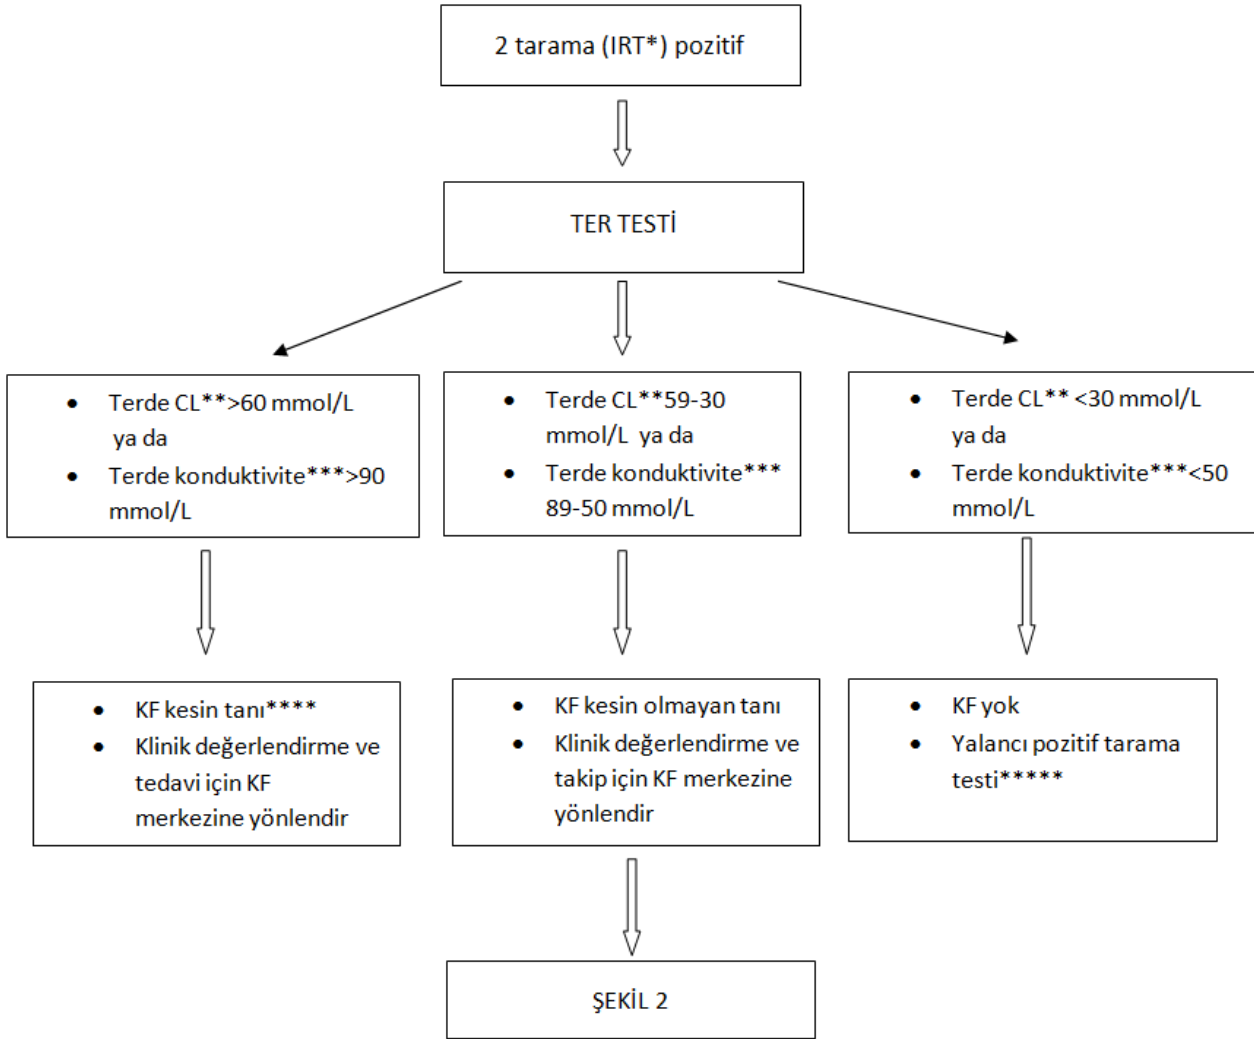 2 tarama (IRT*) pozitif
TER TESTİ
• Terde CL**>60 mmol/L
ya da
• Terde konduktivite***>90
mmol/L
• Terde CL**59-30
mmol/L ya da
• Terde konduktivite***
89-50 mmol/L
• Terde CL** <30 mmol/L
ya da
• Terde konduktivite***<50
mmol/L
• KF kesin tanı****
• Klinik değerlendirme ve
tedavi için KF
merkezine yönlendir
• KF kesin olmayan tanı
• Klinik değerlendirme ve
takip için KF merkezine
yönlendir
• KF yok
• Yalancı pozitif tarama
testi*****
ŞEKİL 2